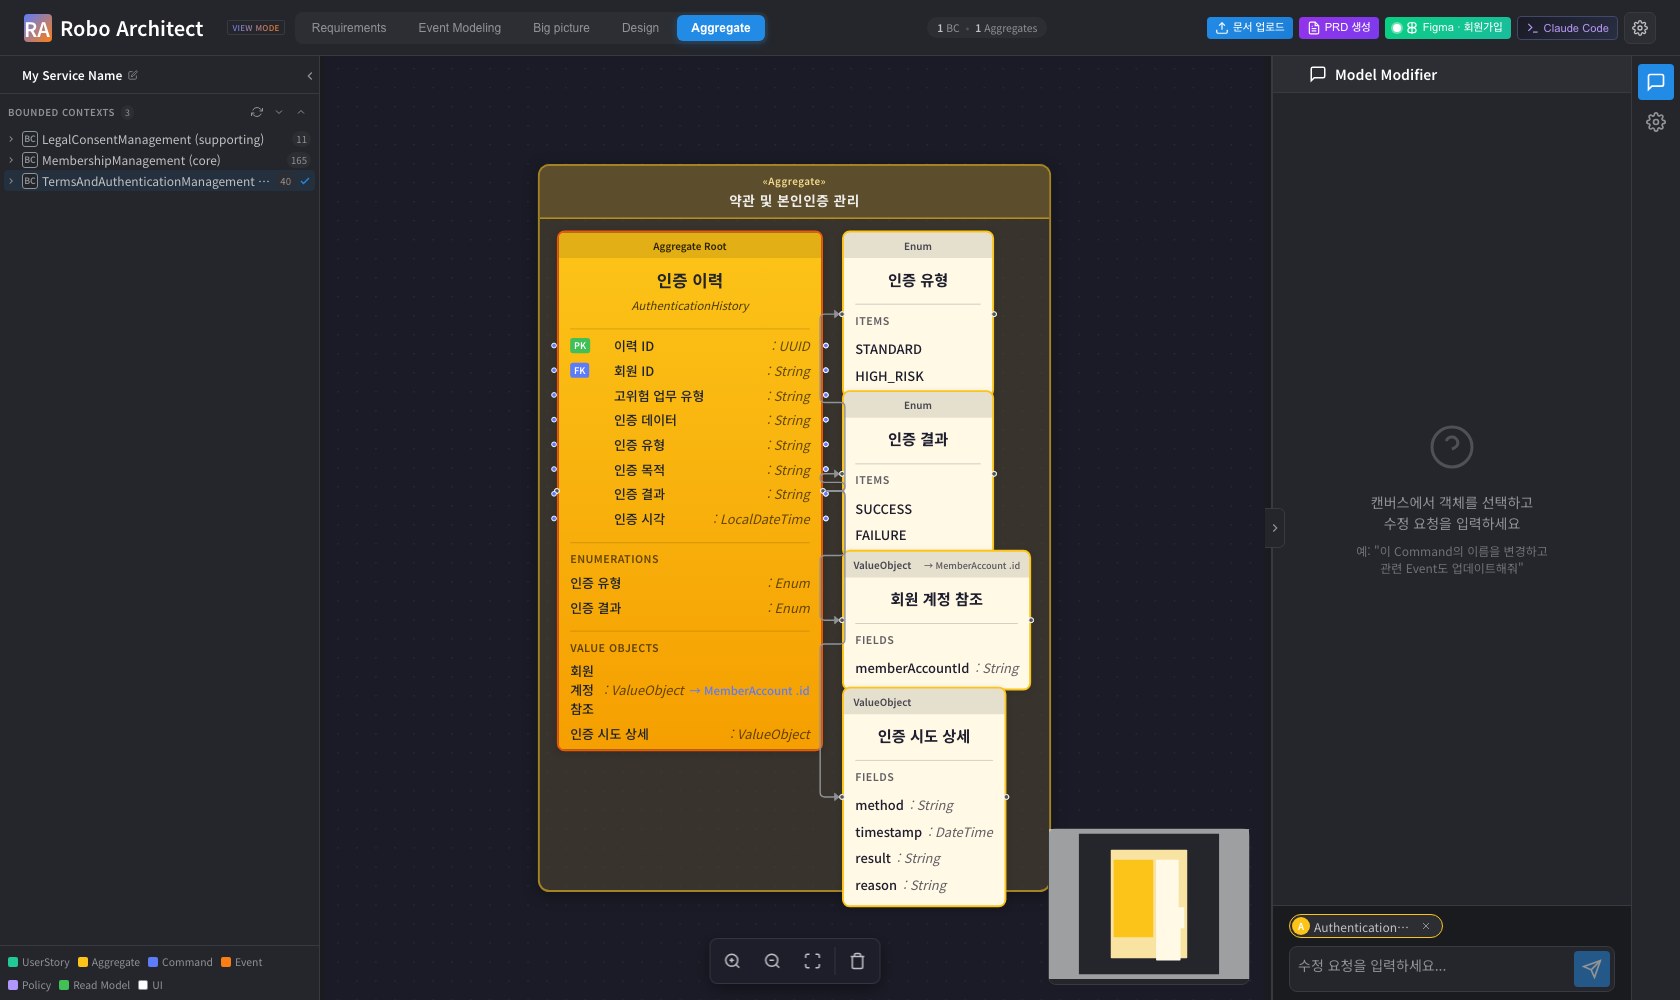 RA Robo Architect
VIEW MODE
Requirements
Event Modeling
Big picture
Design
Aggregate
1 BC • 1 Aggregates
문서 업로드
PRD 생성
Figma · 회원가입
Claude Code
My Service Name
BOUNDED CONTEXTS 3
BC LegalConsentManagement (supporting) 11
BC MembershipManagement (core) 165
BC TermsAndAuthenticationManagement ··· 40
UserStory
Aggregate
Command
Event
Policy
Read Model
UI
«Aggregate»
약관 및 본인인증 관리
Aggregate Root
인증 이력
AuthenticationHistory
PK 이력 ID : UUID
FK 회원 ID : String
고위험 업무 유형 : String
인증 데이터 : String
인증 유형 : String
인증 목적 : String
인증 결과 : String
인증 시각 : LocalDateTime
ENUMERATIONS
인증 유형 : Enum
인증 결과 : Enum
VALUE OBJECTS
회원
계정 : ValueObject → MemberAccount .id
참조
인증 시도 상세 : ValueObject
Enum
인증 유형
ITEMS
STANDARD
HIGH_RISK
Enum
인증 결과
ITEMS
SUCCESS
FAILURE
ValueObject → MemberAccount .id
회원 계정 참조
FIELDS
memberAccountId : String
ValueObject
인증 시도 상세
FIELDS
method : String
timestamp : DateTime
result : String
reason : String
Model Modifier
캔버스에서 객체를 선택하고
수정 요청을 입력하세요
예: "이 Command의 이름을 변경하고
관련 Event도 업데이트해줘"
A Authentication···
수정 요청을 입력하세요...